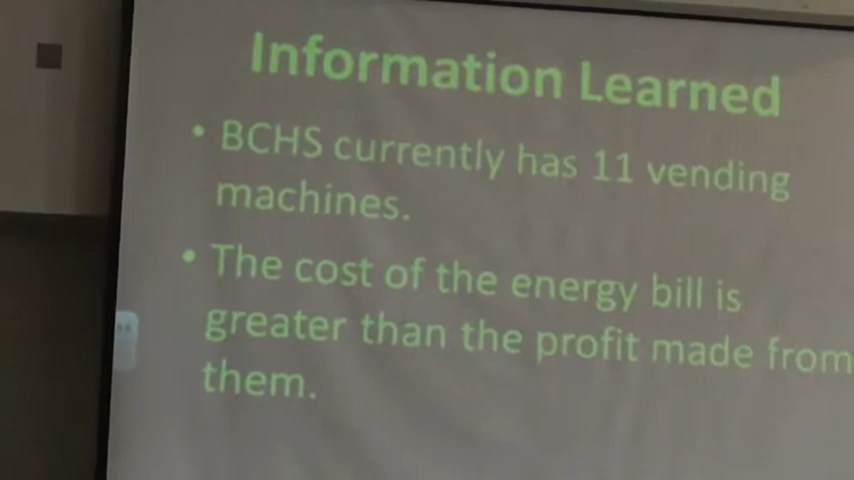 Information Learned
• BCHS currently has 11 vending
machines.
• The cost of the energy bill is
greater than the profit made from
them.